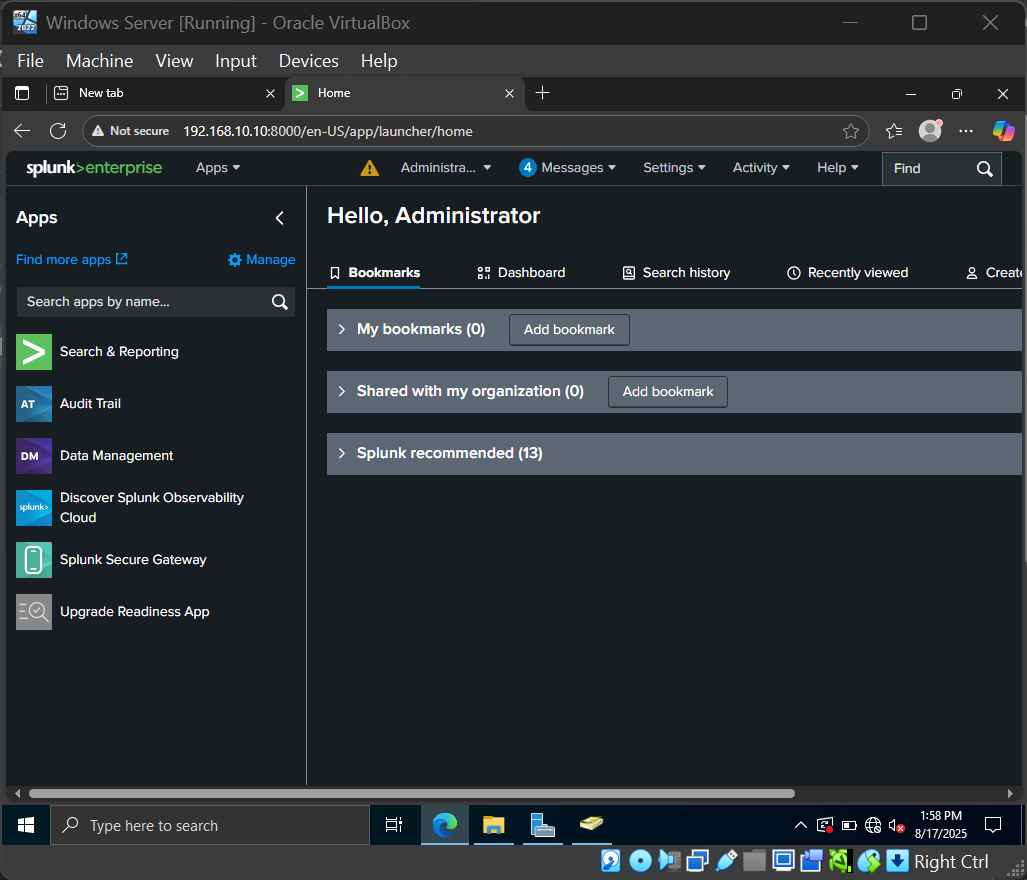 Windows Server [Running] - Oracle VirtualBox
File Machine View Input Devices Help
New tab Home
Not secure 192.168.10.10:8000/en-US/app/launcher/home
splunk>enterprise Apps Administra... 4 Messages Settings Activity Help Find
Apps
Find more apps Manage
Search apps by name...
Search & Reporting
AT Audit Trail
DM Data Management
splunk> Discover Splunk Observability
Cloud
Splunk Secure Gateway
Upgrade Readiness App
Hello, Administrator
Bookmarks Dashboard Search history Recently viewed Create
My bookmarks (0) Add bookmark
Shared with my organization (0) Add bookmark
Splunk recommended (13)
Type here to search
1:58 PM
8/17/2025
Right Ctrl